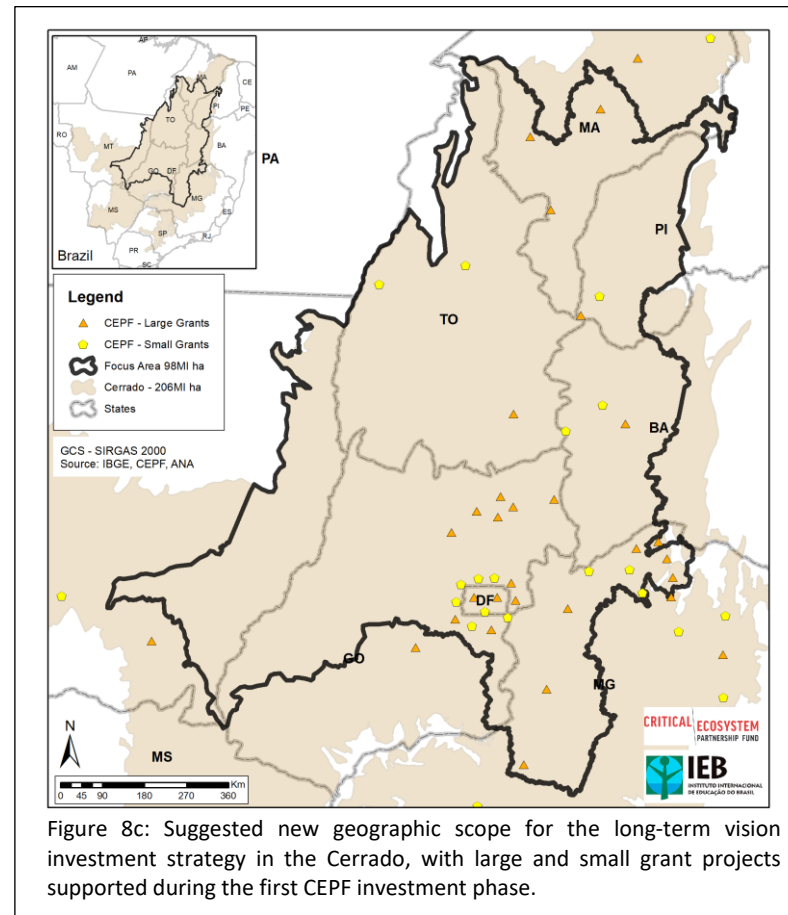 AP
AM
PA
MA
CE
PI
PE
TO
RO
MT
BA
GO
DF
MG
MS
ES
SP
RJ
PR
SC
Brazil
PA
MA
PI
TO
BA
DF
GO
MG
MS
Legend
CEPF - Large Grants
CEPF - Small Grants
Focus Area 98MI ha
Cerrado - 206MI ha
States
GCS - SIRGAS 2000
Source: IBGE, CEPF, ANA
N
Km
0 45 90 180 270 360
CRITICAL ECOSYSTEM
PARTNERSHIP FUND
IEB
INSTITUTO INTERNACIONAL
DE EDUCAÇÃO DO BRASIL
Figure 8c: Suggested new geographic scope for the long-term vision
investment strategy in the Cerrado, with large and small grant projects
supported during the first CEPF investment phase.